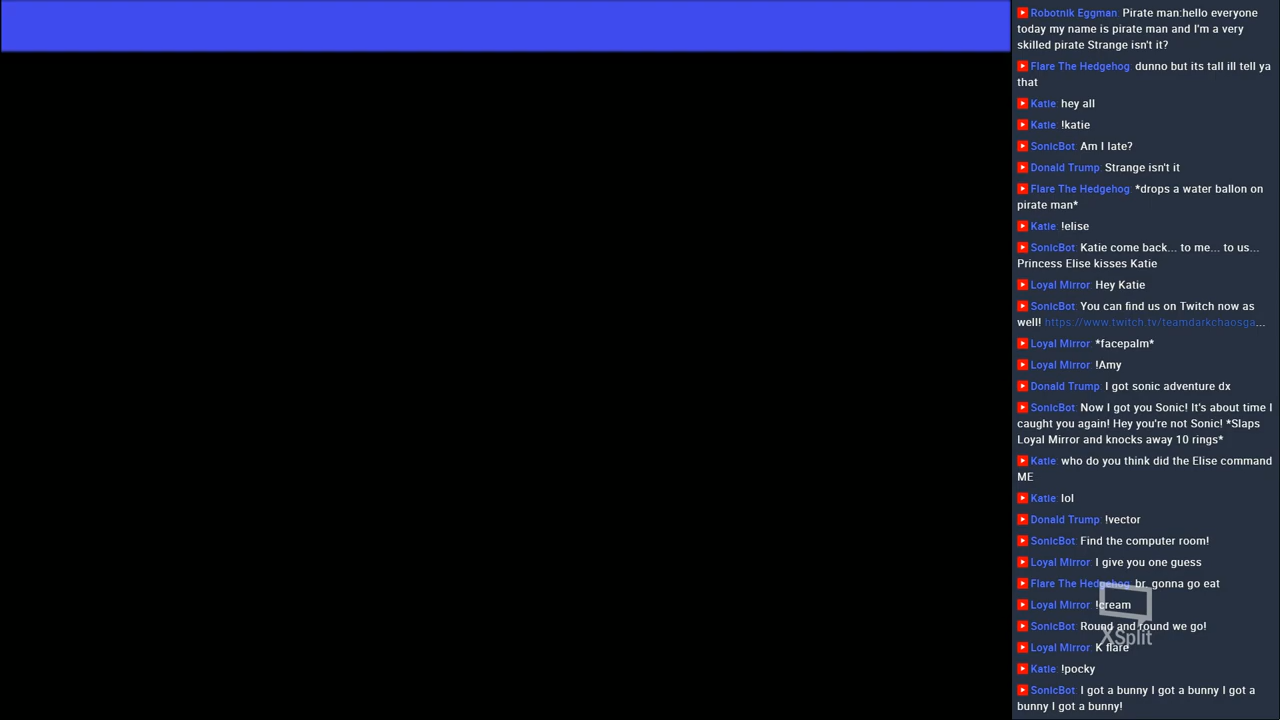 Robotnik Eggman: Pirate man:hello everyone
today my name is pirate man and I'm a very
skilled pirate Strange isn't it?
Flare The Hedgehog: dunno but its tall ill tell ya
that
Katie: hey all
Katie: !katie
SonicBot: Am I late?
Donald Trump: Strange isn't it
Flare The Hedgehog: *drops a water ballon on
pirate man*
Katie: !elise
SonicBot: Katie come back... to me... to us...
Princess Elise kisses Katie
Loyal Mirror: Hey Katie
SonicBot: You can find us on Twitch now as
well! https://www.twitch.tv/teamdarkchaosga...
Loyal Mirror: *facepalm*
Loyal Mirror: !Amy
Donald Trump: I got sonic adventure dx
SonicBot: Now I got you Sonic! It's about time I
caught you again! Hey you're not Sonic! *Slaps
Loyal Mirror and knocks away 10 rings*
Katie: who do you think did the Elise command
ME
Katie: lol
Donald Trump: !vector
SonicBot: Find the computer room!
Loyal Mirror: I give you one guess
Flare The Hedgehog: br, gonna go eat
Loyal Mirror: !cream
SonicBot: Round and round we go!
XSplit
Loyal Mirror: K flare
Katie: !pocky
SonicBot: I got a bunny I got a bunny I got a
bunny I got a bunny!